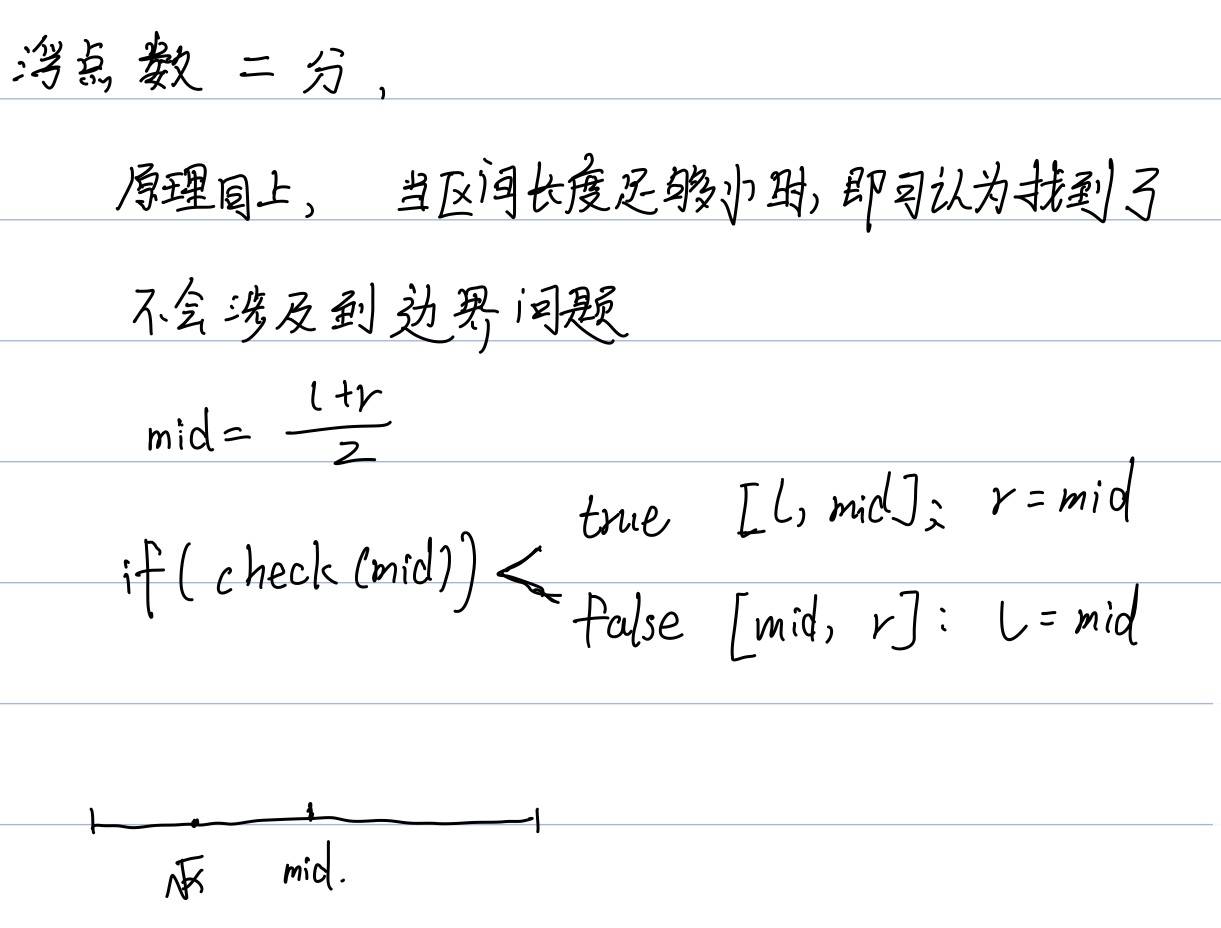 浮点数二分,
原理同上, 当区间长度足够小时, 即可认为找到了
不会涉及到边界问题
mid = (l+r)/2
true [l, mid]; r = mid
if(check(mid)) <
false [mid, r]: l = mid
√x mid.